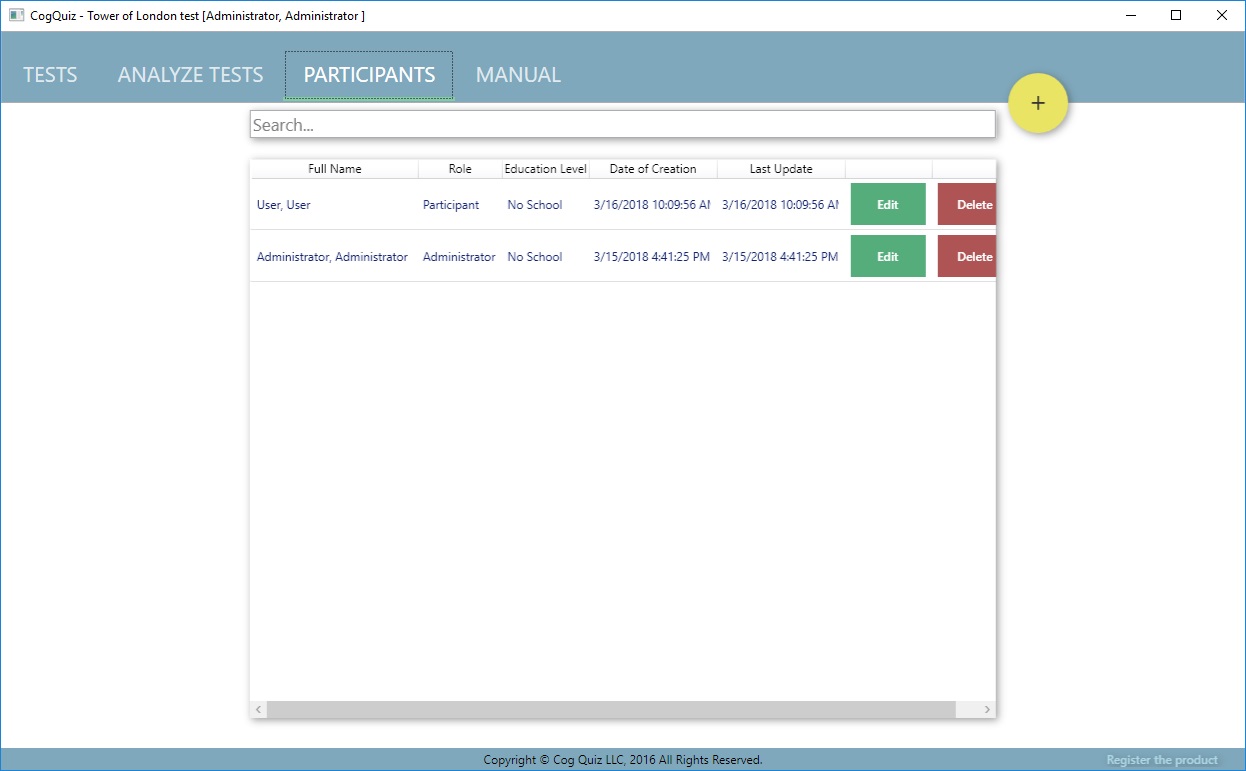 CogQuiz - Tower of London test [Administrator, Administrator ]
TESTS ANALYZE TESTS PARTICIPANTS MANUAL
+
Search...
Full Name Role Education Level Date of Creation Last Update
User, User Participant No School 3/16/2018 10:09:56 AM 3/16/2018 10:09:56 AM Edit Delete
Administrator, Administrator Administrator No School 3/15/2018 4:41:25 PM 3/15/2018 4:41:25 PM Edit Delete
Copyright © Cog Quiz LLC, 2016 All Rights Reserved. Register the product